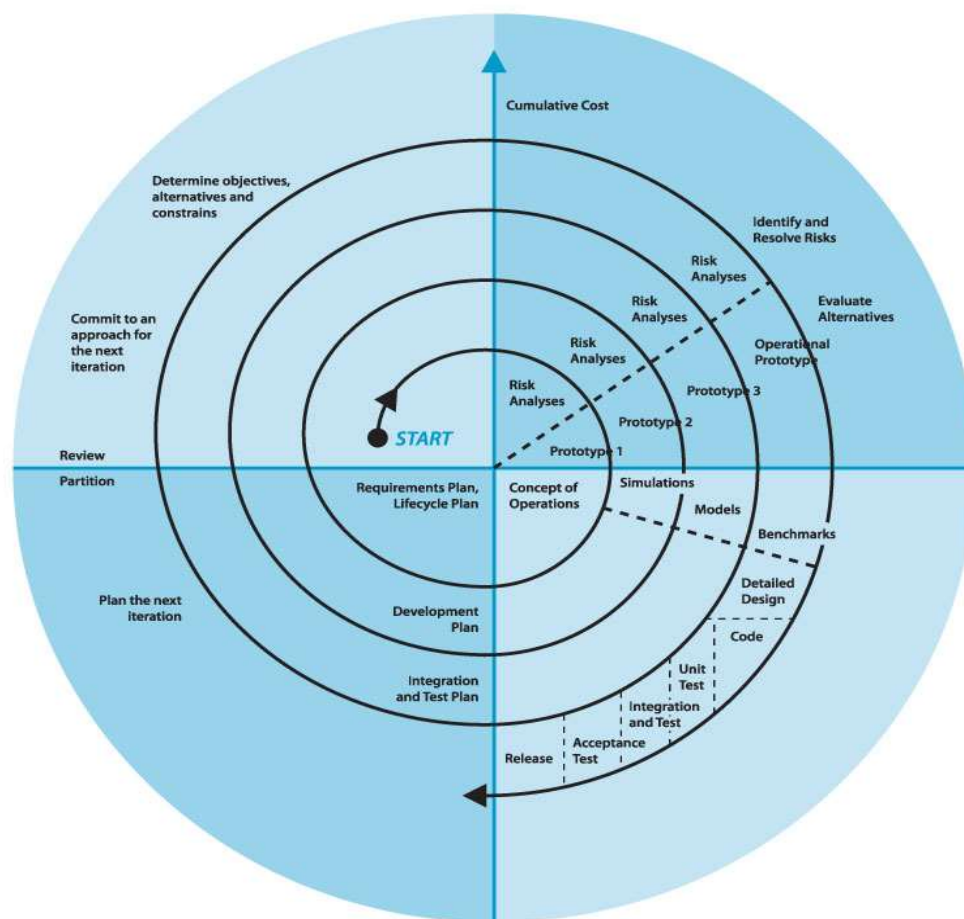 Cumulative Cost
Determine objectives,
alternatives and
constrains
Identify and
Resolve Risks
Risk
Analyses
Evaluate
Alternatives
Risk
Analyses
Commit to an
approach for
the next
iteration
Operational
Prototype
Risk
Analyses
Risk
Analyses
Prototype 3
Prototype 2
START
Prototype 1
Review
Partition
Requirements Plan,
Lifecycle Plan
Concept of
Operations
Simulations
Models
Benchmarks
Plan the next
iteration
Detailed
Design
Development
Plan
Code
Unit
Test
Integration
and Test Plan
Integration
and Test
Acceptance
Test
Release